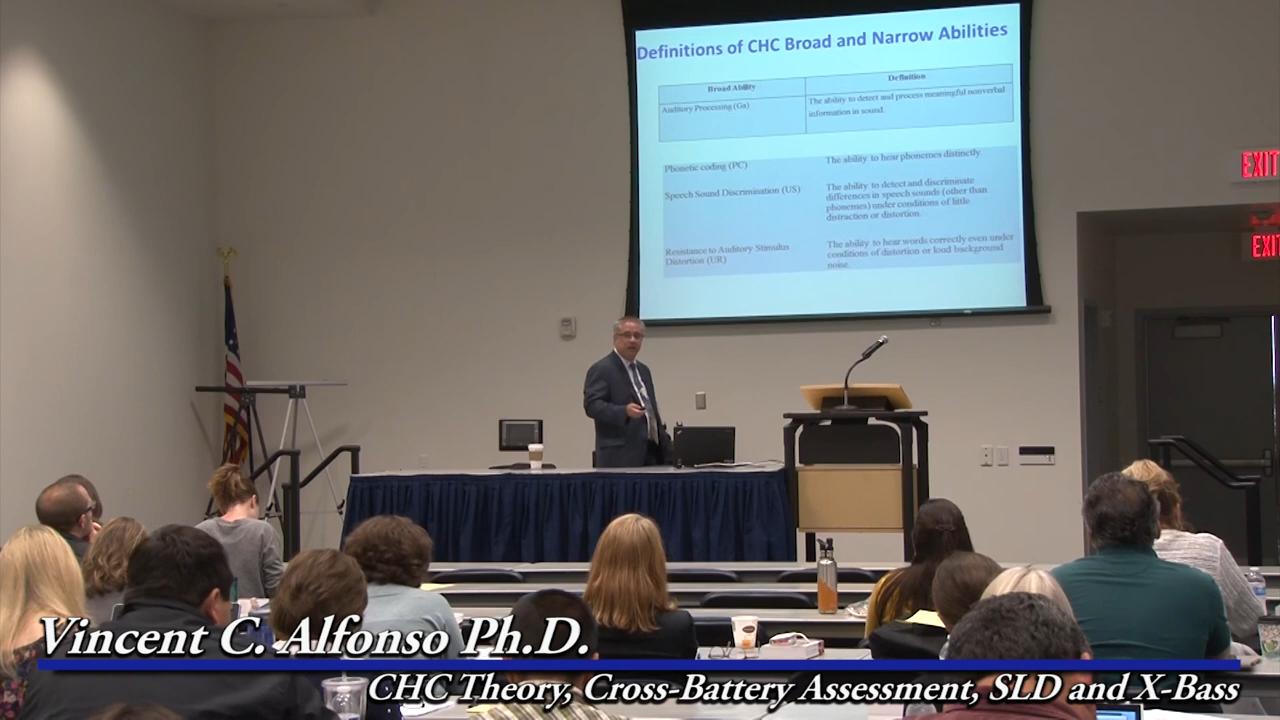 Definitions of CHC Broad and Narrow Abilities
Broad Ability
Definition
Auditory Processing (Ga)
The ability to detect and process meaningful nonverbal
information in sound.
Phonetic coding (PC)
The ability to hear phonemes distinctly.
Speech Sound Discrimination (US)
The ability to detect and discriminate
differences in speech sounds (other than
phonemes) under conditions of little
distraction or distortion.
Resistance to Auditory Stimulus
Distortion (UR)
The ability to hear words correctly even under
conditions of distortion or loud background
noise.
EXIT
EXIT
Vincent C. Alfonso Ph.D.
CHC Theory, Cross-Battery Assessment, SLD and X-Bass